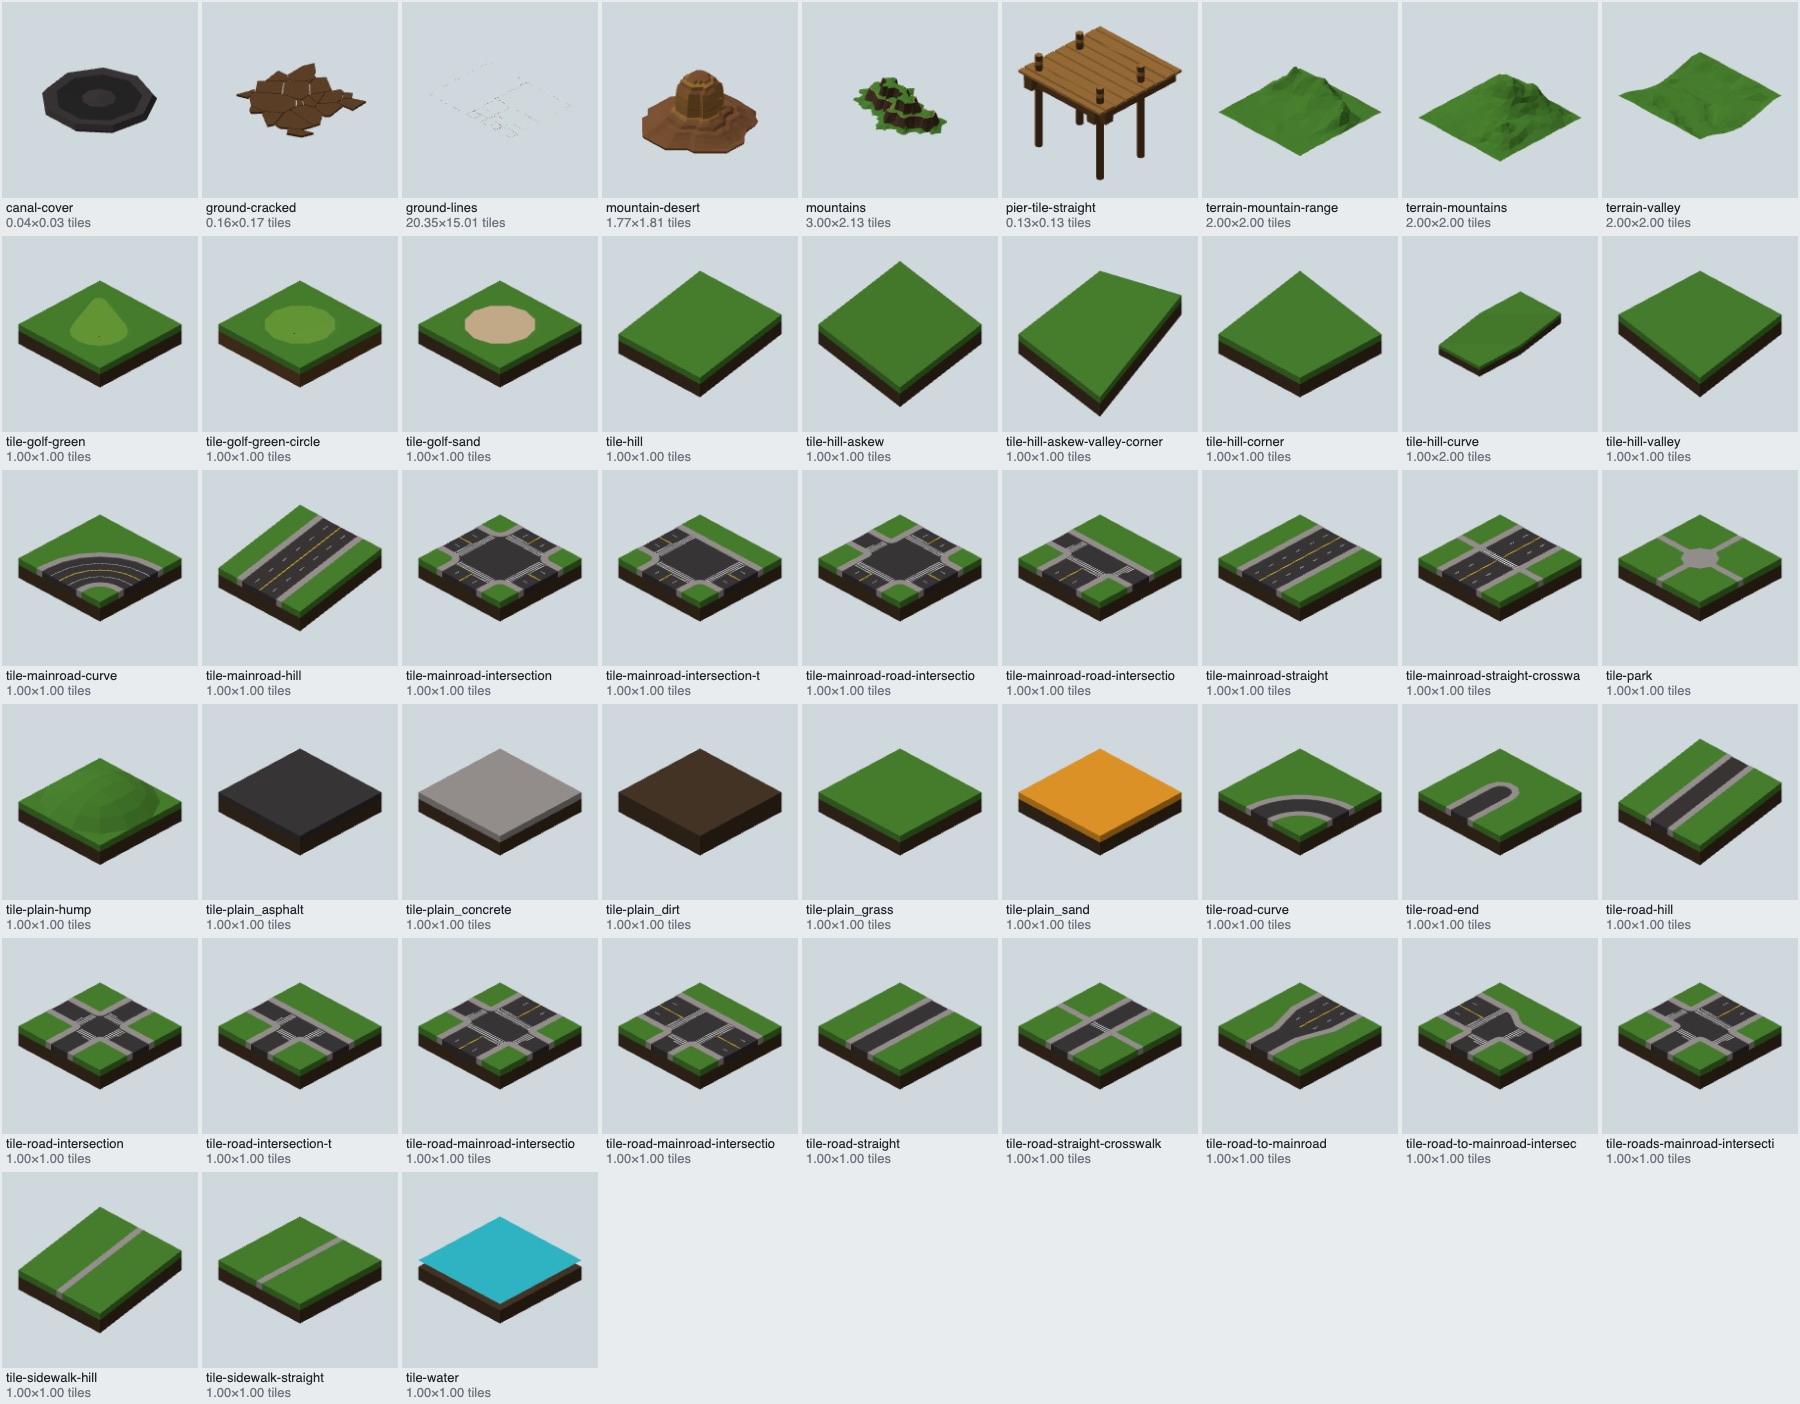 canal-cover
0.04×0.03 tiles
ground-cracked
0.16×0.17 tiles
ground-lines
20.35×15.01 tiles
mountain-desert
1.77×1.81 tiles
mountains
3.00×2.13 tiles
pier-tile-straight
0.13×0.13 tiles
terrain-mountain-range
2.00×2.00 tiles
terrain-mountains
2.00×2.00 tiles
terrain-valley
2.00×2.00 tiles
tile-golf-green
1.00×1.00 tiles
tile-golf-green-circle
1.00×1.00 tiles
tile-golf-sand
1.00×1.00 tiles
tile-hill
1.00×1.00 tiles
tile-hill-askew
1.00×1.00 tiles
tile-hill-askew-valley-corner
1.00×1.00 tiles
tile-hill-corner
1.00×1.00 tiles
tile-hill-curve
1.00×2.00 tiles
tile-hill-valley
1.00×1.00 tiles
tile-mainroad-curve
1.00×1.00 tiles
tile-mainroad-hill
1.00×1.00 tiles
tile-mainroad-intersection
1.00×1.00 tiles
tile-mainroad-intersection-t
1.00×1.00 tiles
tile-mainroad-road-intersectio
1.00×1.00 tiles
tile-mainroad-road-intersectio
1.00×1.00 tiles
tile-mainroad-straight
1.00×1.00 tiles
tile-mainroad-straight-crosswa
1.00×1.00 tiles
tile-park
1.00×1.00 tiles
tile-plain-hump
1.00×1.00 tiles
tile-plain_asphalt
1.00×1.00 tiles
tile-plain_concrete
1.00×1.00 tiles
tile-plain_dirt
1.00×1.00 tiles
tile-plain_grass
1.00×1.00 tiles
tile-plain_sand
1.00×1.00 tiles
tile-road-curve
1.00×1.00 tiles
tile-road-end
1.00×1.00 tiles
tile-road-hill
1.00×1.00 tiles
tile-road-intersection
1.00×1.00 tiles
tile-road-intersection-t
1.00×1.00 tiles
tile-road-mainroad-intersectio
1.00×1.00 tiles
tile-road-mainroad-intersectio
1.00×1.00 tiles
tile-road-straight
1.00×1.00 tiles
tile-road-straight-crosswalk
1.00×1.00 tiles
tile-road-to-mainroad
1.00×1.00 tiles
tile-road-to-mainroad-intersec
1.00×1.00 tiles
tile-roads-mainroad-intersecti
1.00×1.00 tiles
tile-sidewalk-hill
1.00×1.00 tiles
tile-sidewalk-straight
1.00×1.00 tiles
tile-water
1.00×1.00 tiles